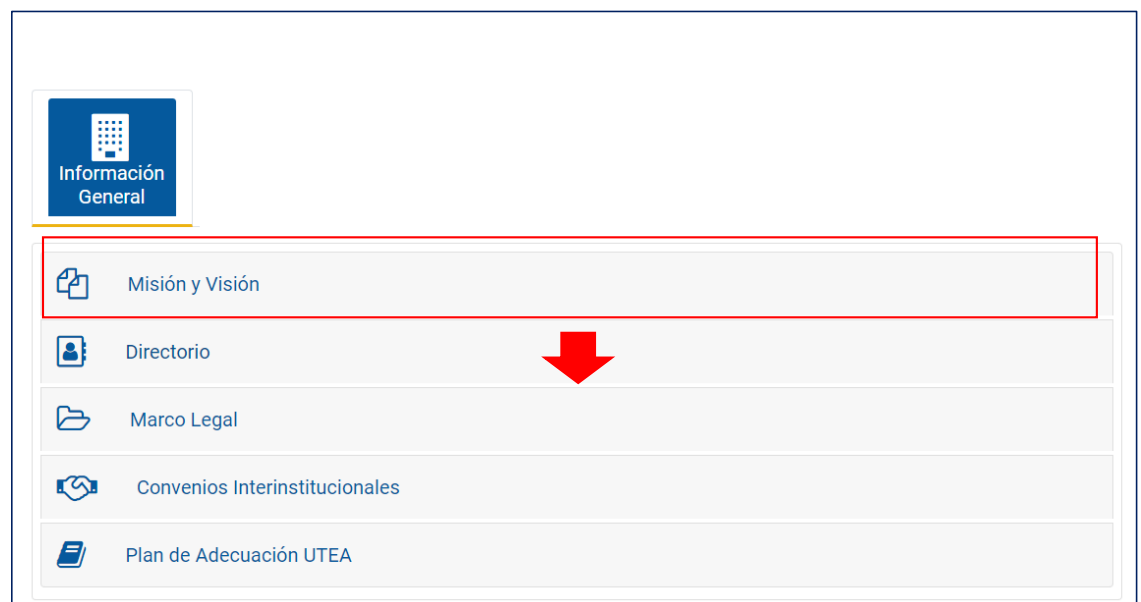 Información
General
Misión y Visión
Directorio
Marco Legal
Convenios Interinstitucionales
Plan de Adecuación UTEA